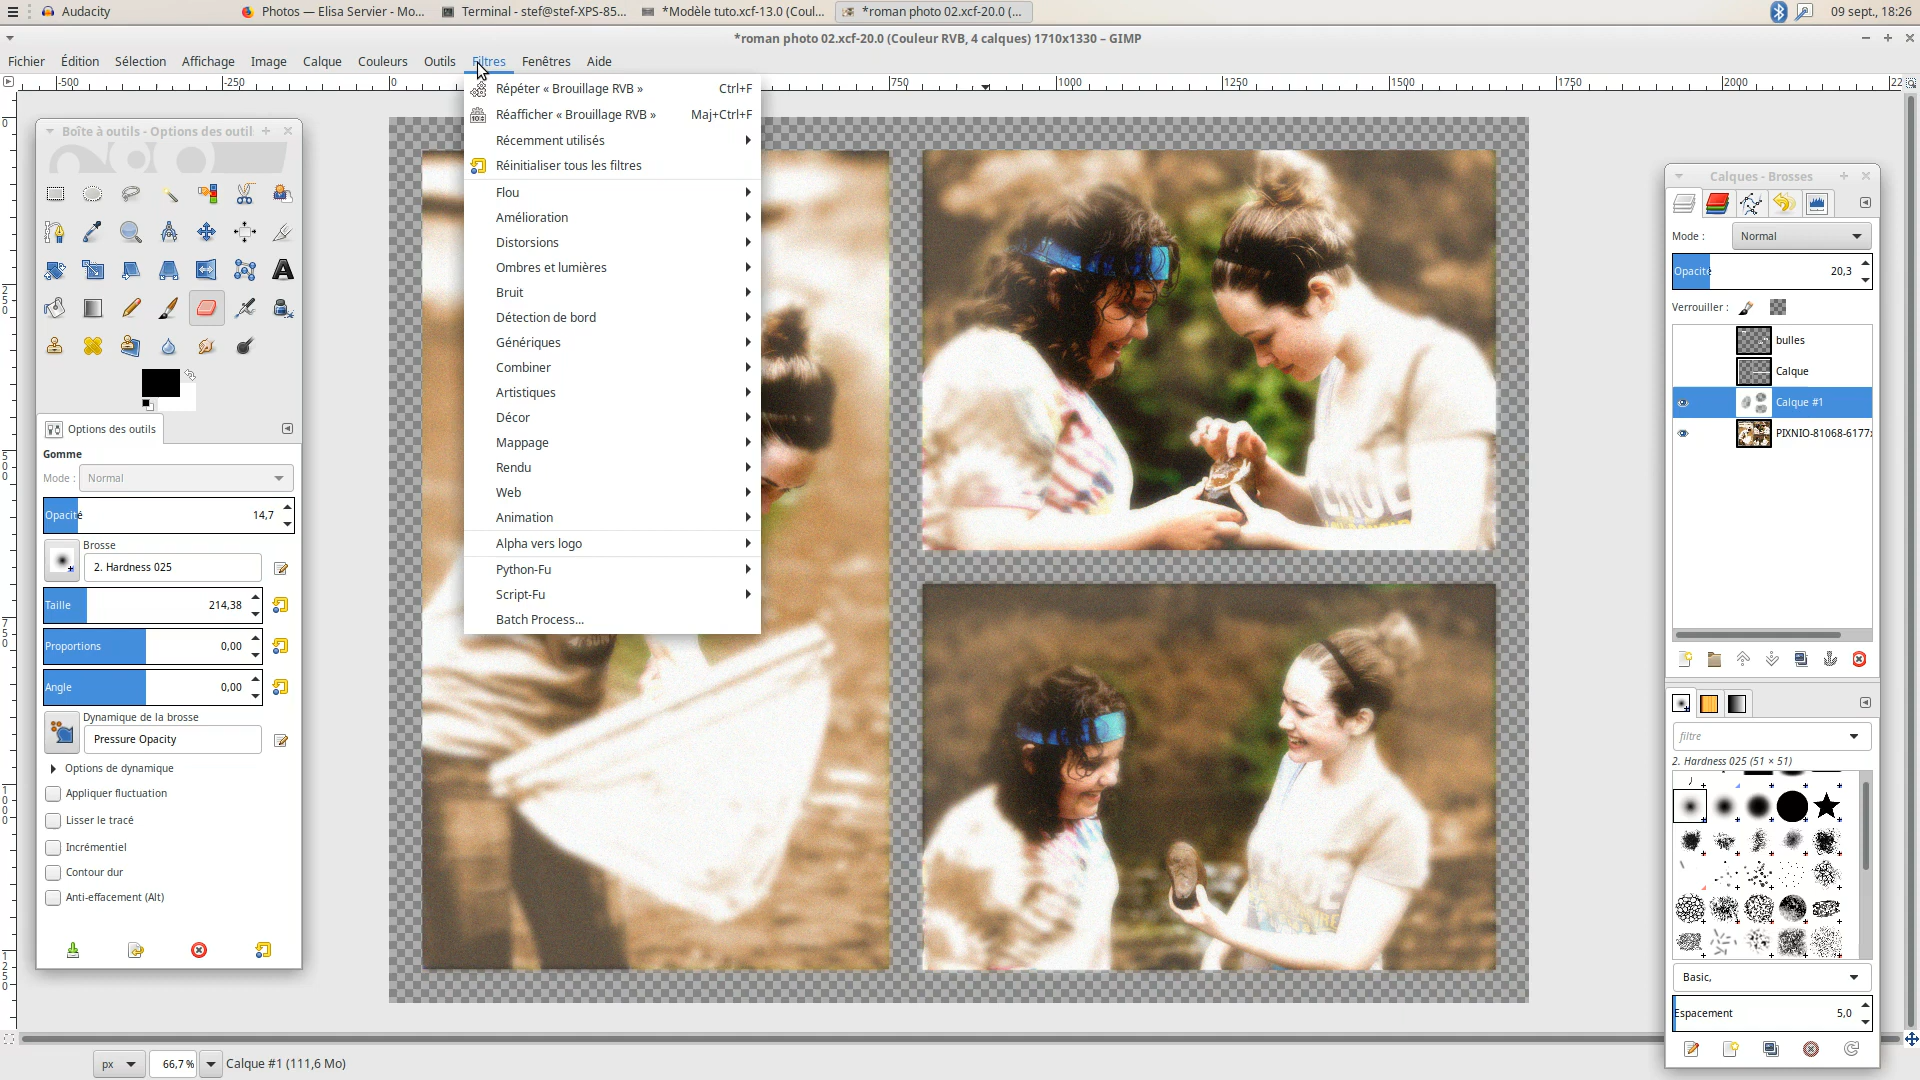 Audacity
Photos — Elisa Servier - Mo...
Terminal - stef@stef-XPS-85...
*Modèle tuto.xcf-13.0 (Coul...
*roman photo 02.xcf-20.0 (...
09 sept., 18:26
*roman photo 02.xcf-20.0 (Couleur RVB, 4 calques) 1710x1330 – GIMP
Fichier
Édition
Sélection
Affichage
Image
Calque
Couleurs
Outils
Filtres
Fenêtres
Aide
-500
-250
0
750
1000
1250
1500
1750
2000
22
0
250
500
750
1000
1250
Répéter « Brouillage RVB » Ctrl+F
Réafficher « Brouillage RVB » Maj+Ctrl+F
Récemment utilisés
Réinitialiser tous les filtres
Flou
Amélioration
Distorsions
Ombres et lumières
Bruit
Détection de bord
Génériques
Combiner
Artistiques
Décor
Mappage
Rendu
Web
Animation
Alpha vers logo
Python-Fu
Script-Fu
Batch Process...
Boîte à outils - Options des outil
Options des outils
Gomme
Mode : Normal
Opacité 14,7
Brosse
2. Hardness 025
Taille 214,38
Proportions 0,00
Angle 0,00
Dynamique de la brosse
Pressure Opacity
Options de dynamique
Appliquer fluctuation
Lisser le tracé
Incrémentiel
Contour dur
Anti-effacement (Alt)
Calques - Brosses
Mode : Normal
Opacité 20,3
Verrouiller :
bulles
Calque
Calque #1
PIXNIO-81068-6177
filtre
2. Hardness 025 (51 × 51)
Basic,
Espacement 5,0
px
66,7 %
Calque #1 (111,6 Mo)